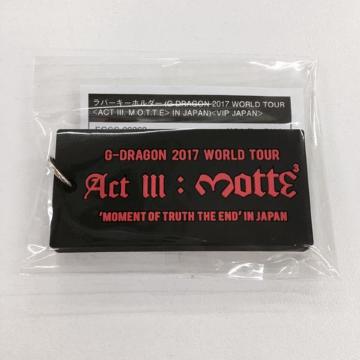 ラバーキーホルダー (G-DRAGON 2017 WORLD TOUR
<ACT III, M.O.T.T.E> IN JAPAN)<VIP JAPAN>
G-DRAGON 2017 WORLD TOUR
Act III : Motte3
'MOMENT OF TRUTH THE END' IN JAPAN